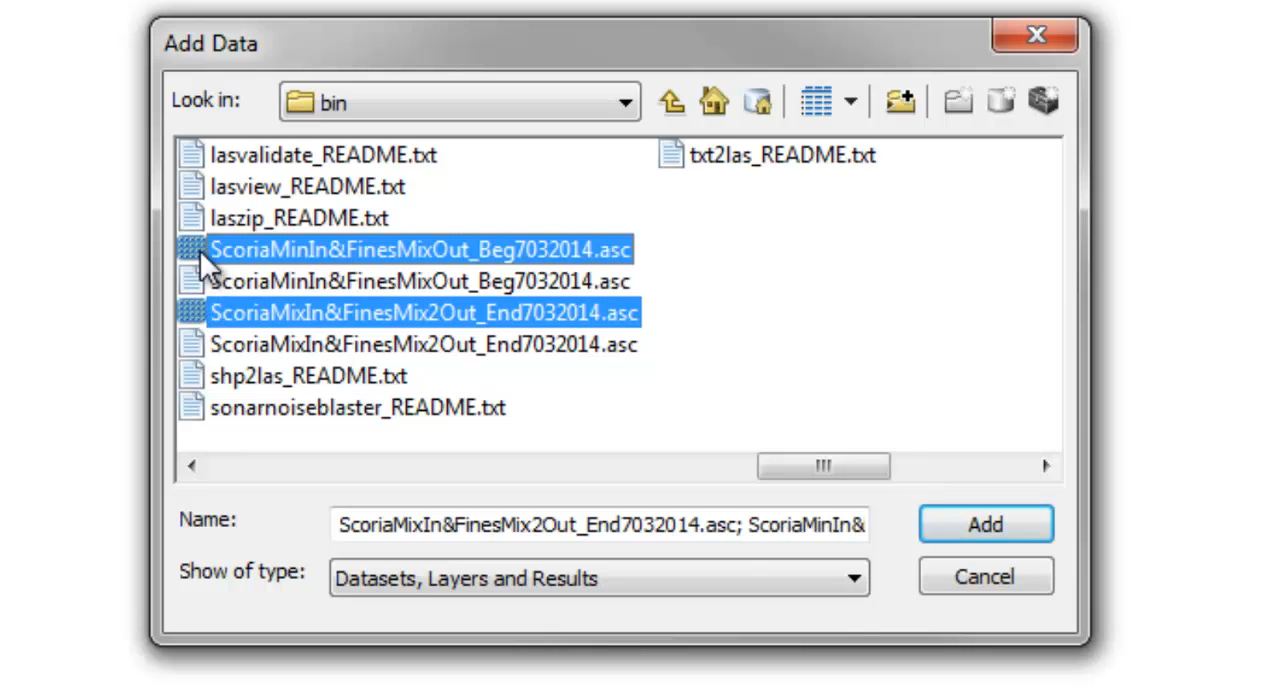 Add Data
Look in:
bin
lasvalidate_README.txt
lasview_README.txt
laszip_README.txt
ScoriaMinIn&FinesMixOut_Beg7032014.asc
ScoriaMinIn&FinesMixOut_Beg7032014.asc
ScoriaMixIn&FinesMix2Out_End7032014.asc
ScoriaMixIn&FinesMix2Out_End7032014.asc
shp2las_README.txt
sonarnoiseblaster_README.txt
txt2las_README.txt
Name:
ScoriaMixIn&FinesMix2Out_End7032014.asc; ScoriaMinIn&
Add
Show of type:
Datasets, Layers and Results
Cancel